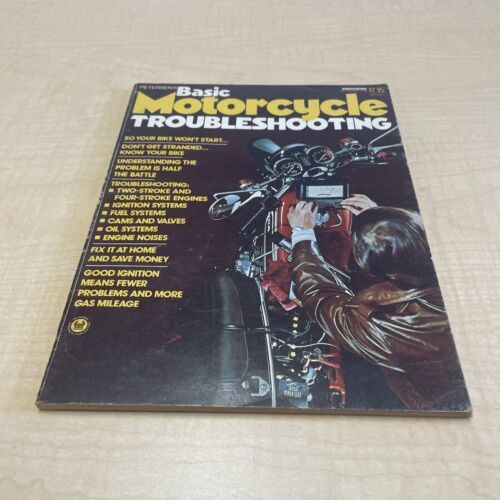 PETERSEN'S
Basic
$2.95
Motorcycle
TROUBLESHOOTING
SO YOUR BIKE WON'T START...
DON'T GET STRANDED...
KNOW YOUR BIKE
UNDERSTANDING THE
PROBLEM IS HALF
THE BATTLE
TROUBLESHOOTING:
■ TWO-STROKE AND
FOUR-STROKE ENGINES
■ IGNITION SYSTEMS
■ FUEL SYSTEMS
■ CAMS AND VALVES
■ OIL SYSTEMS
■ ENGINE NOISES
FIX IT AT HOME
AND SAVE MONEY
GOOD IGNITION
MEANS FEWER
PROBLEMS AND MORE
GAS MILEAGE